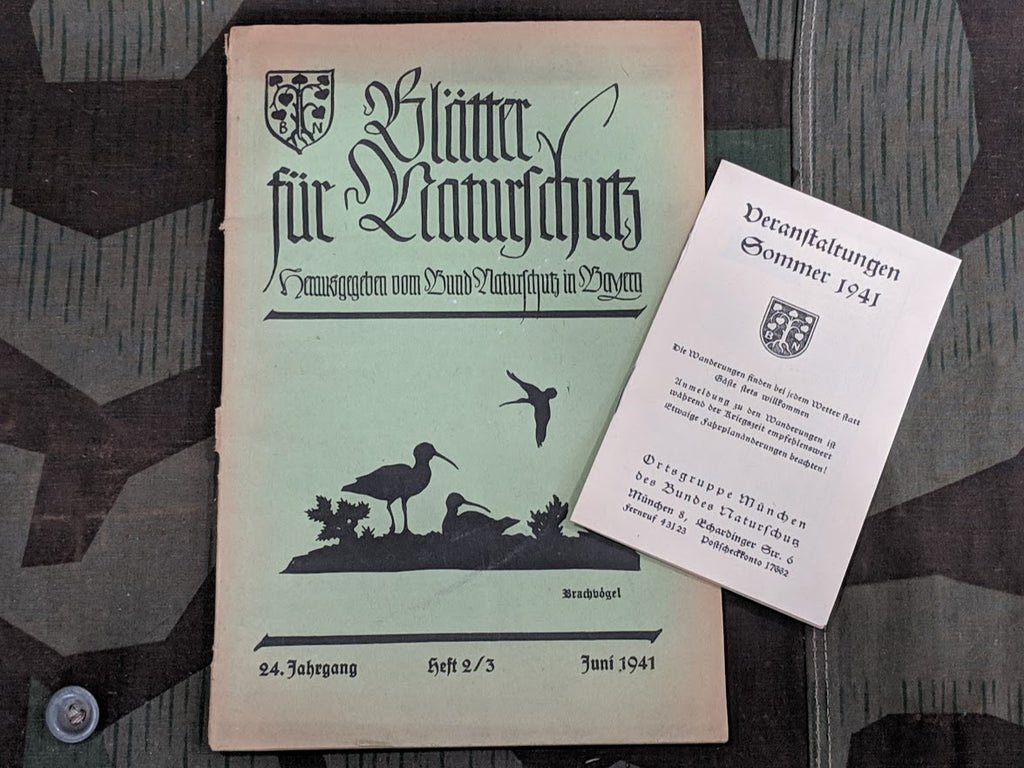 B N
Blätter
für Naturschutz
Herausgegeben vom Bund Naturschutz in Bayern
Brachvögel
24. Jahrgang Heft 2/3 Juni 1941
Veranstaltungen
Sommer 1941
B N
Die Wanderungen finden bei jedem Wetter statt
Gäste stets willkommen
Anmeldung zu den Wanderungen ist
während der Kriegszeit empfehlenswert
Etwaige Fahrplanänderungen beachten!
Ortsgruppe München
des Bundes Naturschutz
München 8, Echardinger Str. 6
Fernruf 43123 Postscheckkonto 17662